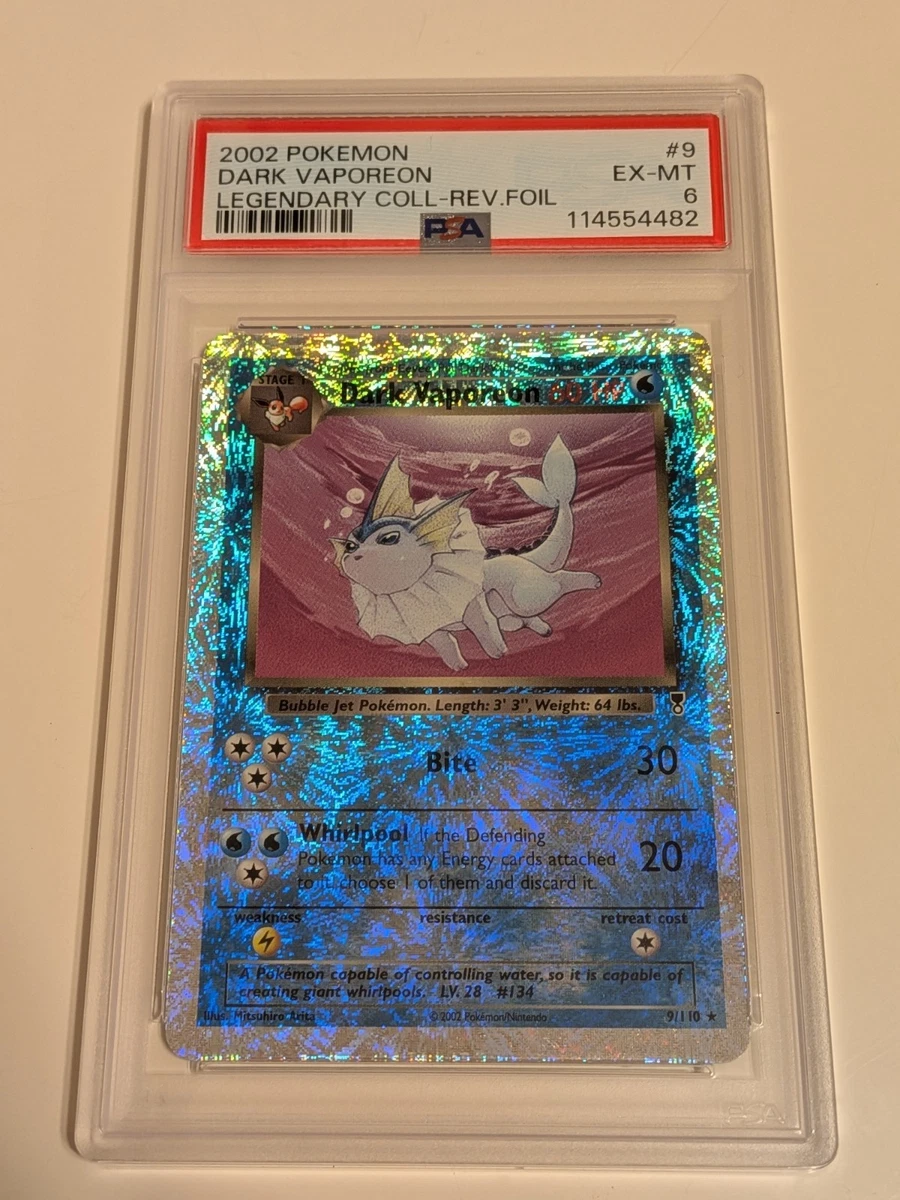 2002 POKEMON #9
DARK VAPOREON EX-MT
LEGENDARY COLL-REV.FOIL 6
PSA 114554482
STAGE 1
Dark Vaporeon 60 HP
Bubble Jet Pokémon. Length: 3' 3", Weight: 64 lbs.
Bite 30
Whirlpool If the Defending
Pokémon has any Energy cards attached
to it, choose 1 of them and discard it. 20
weakness resistance retreat cost
A Pokémon capable of controlling water, so it is capable of
creating giant whirlpools. LV. 28 #134
Illus. Mitsuhiro Arita © 2002 Pokémon/Nintendo 9/110 ★
PSA